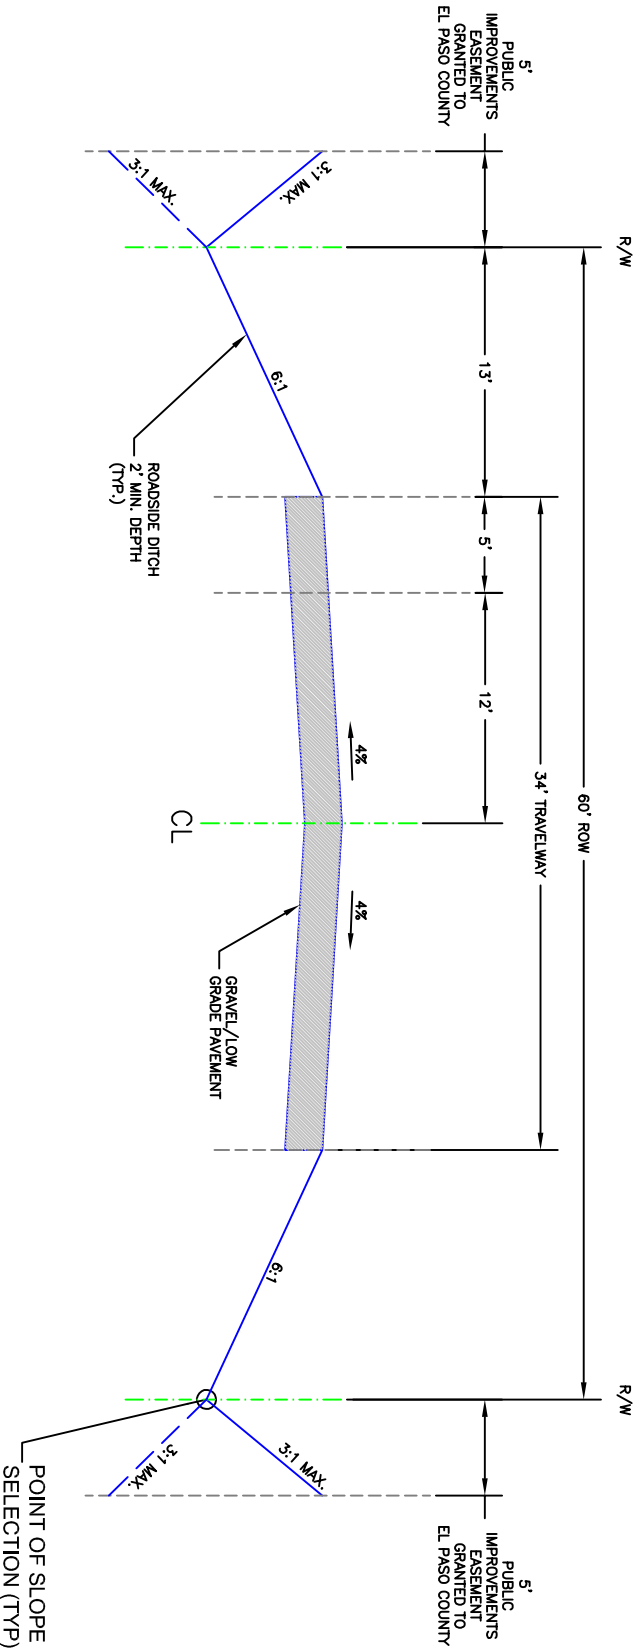 R/W
R/W
60' ROW
34' TRAVELWAY
5'
PUBLIC
IMPROVEMENTS
EASEMENT
GRANTED TO
EL PASO COUNTY
13'
5'
12'
5'
PUBLIC
IMPROVEMENTS
EASEMENT
GRANTED TO
EL PASO COUNTY
4%
4%
3:1 MAX.
3:1 MAX.
6:1
6:1
3:1 MAX.
3:1 MAX.
ROADSIDE DITCH
2' MIN. DEPTH
(TYP.)
CL
GRAVEL/LOW
GRADE PAVEMENT
POINT OF SLOPE
SELECTION (TYP)